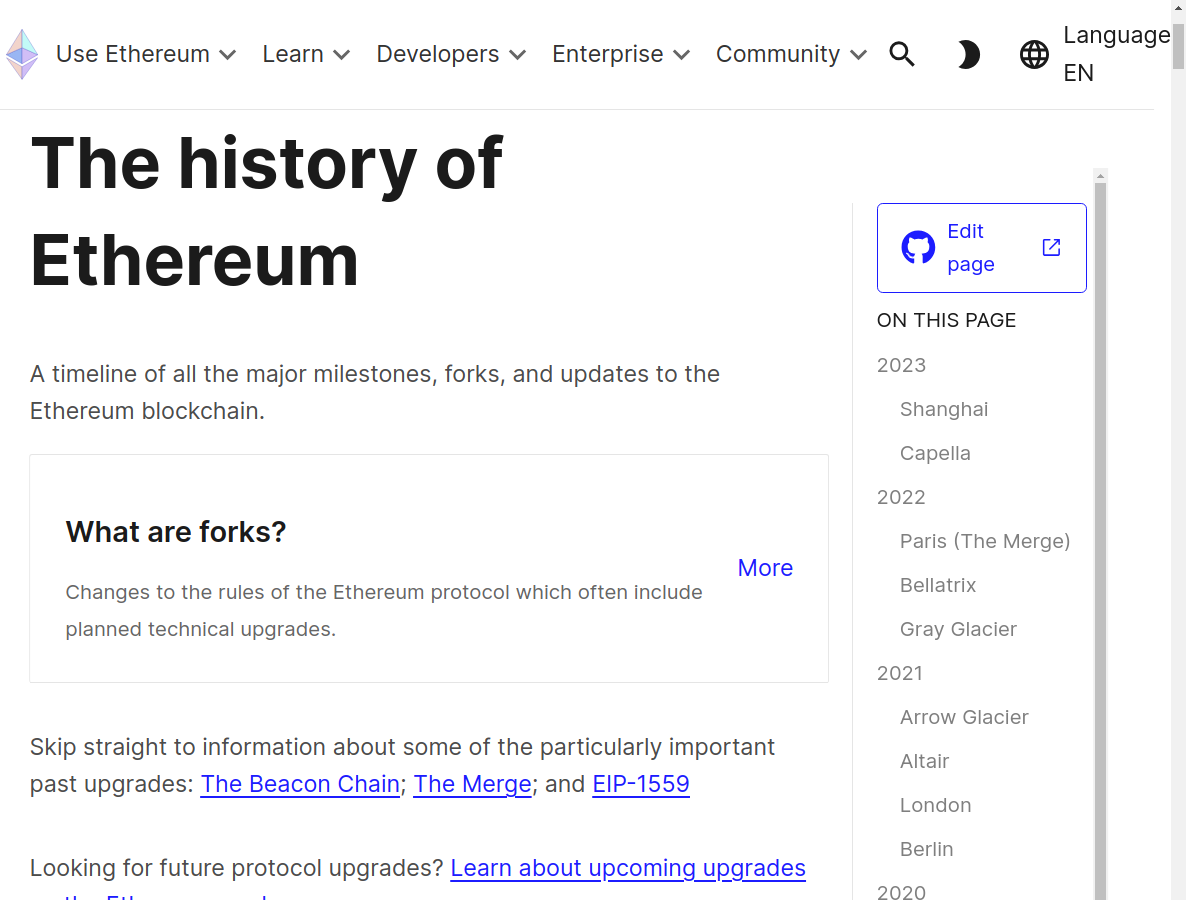 Use Ethereum Learn Developers Enterprise Community
Language
EN
The history of
Ethereum
A timeline of all the major milestones, forks, and updates to the
Ethereum blockchain.
What are forks?
Changes to the rules of the Ethereum protocol which often include
planned technical upgrades.
More
Skip straight to information about some of the particularly important
past upgrades: The Beacon Chain; The Merge; and EIP-1559
Looking for future protocol upgrades? Learn about upcoming upgrades
Edit
page
ON THIS PAGE
2023
Shanghai
Capella
2022
Paris (The Merge)
Bellatrix
Gray Glacier
2021
Arrow Glacier
Altair
London
Berlin
2020